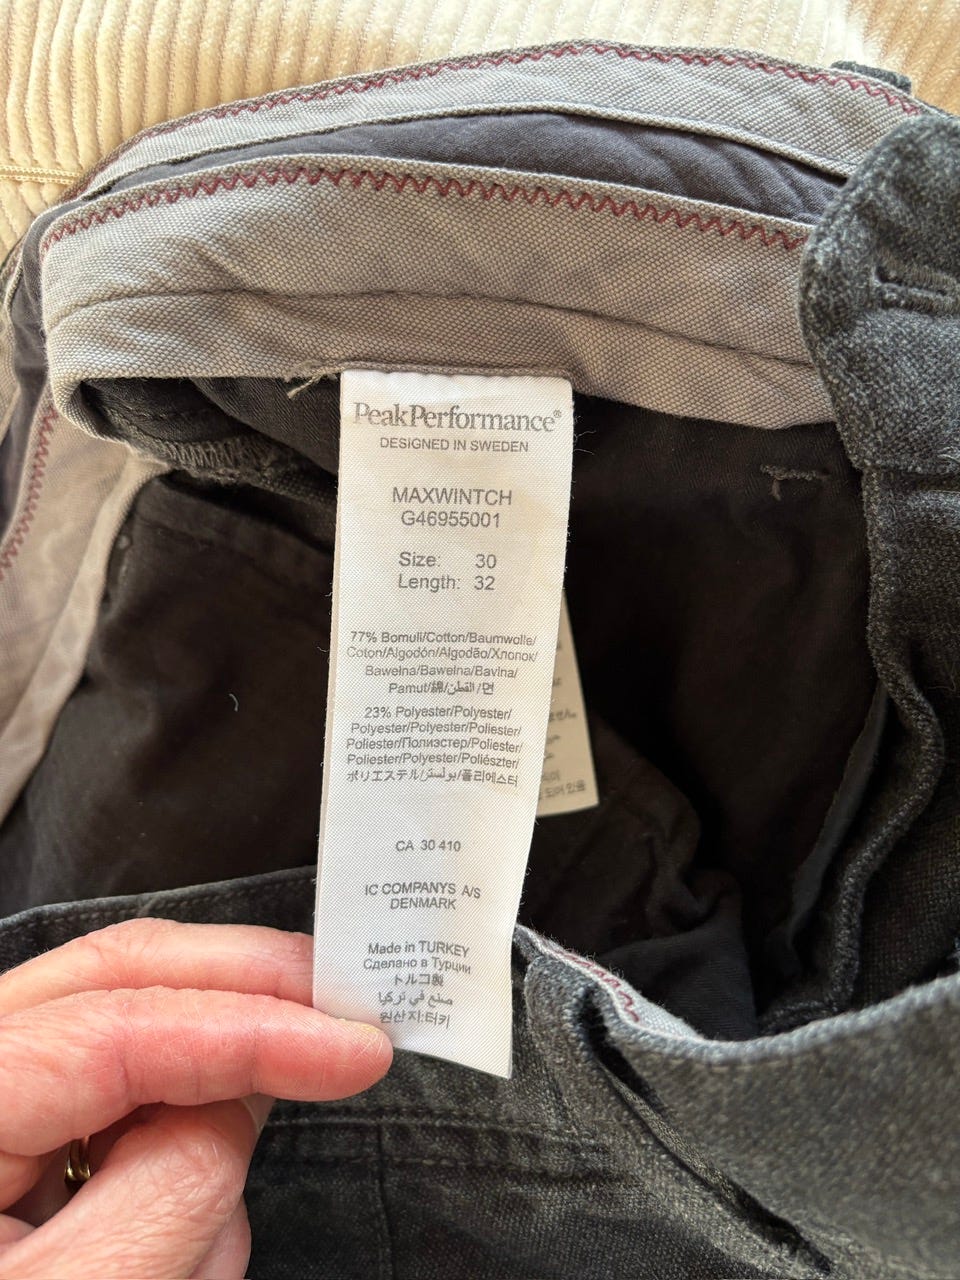 PeakPerformance®
DESIGNED IN SWEDEN
MAXWINTCH
G46955001
Size: 30
Length: 32
77% Bomull/Cotton/Baumwolle/
Coton/Algodón/Algodão/Хлопок/
Bawełna/Bawełna/Bavlna/
Pamut/綿/القطن/면
23% Polyester/Polyester/
Polyester/Polyester/Poliester/
Poliester/Полиэстер/Poliester/
Poliester/Polyester/Poliészter/
ポリエステル/بوليستر/폴리에스터
CA 30 410
IC COMPANYS A/S
DENMARK
Made in TURKEY
Сделано в Турции
トルコ製
صنع في تركيا
원산지:터키